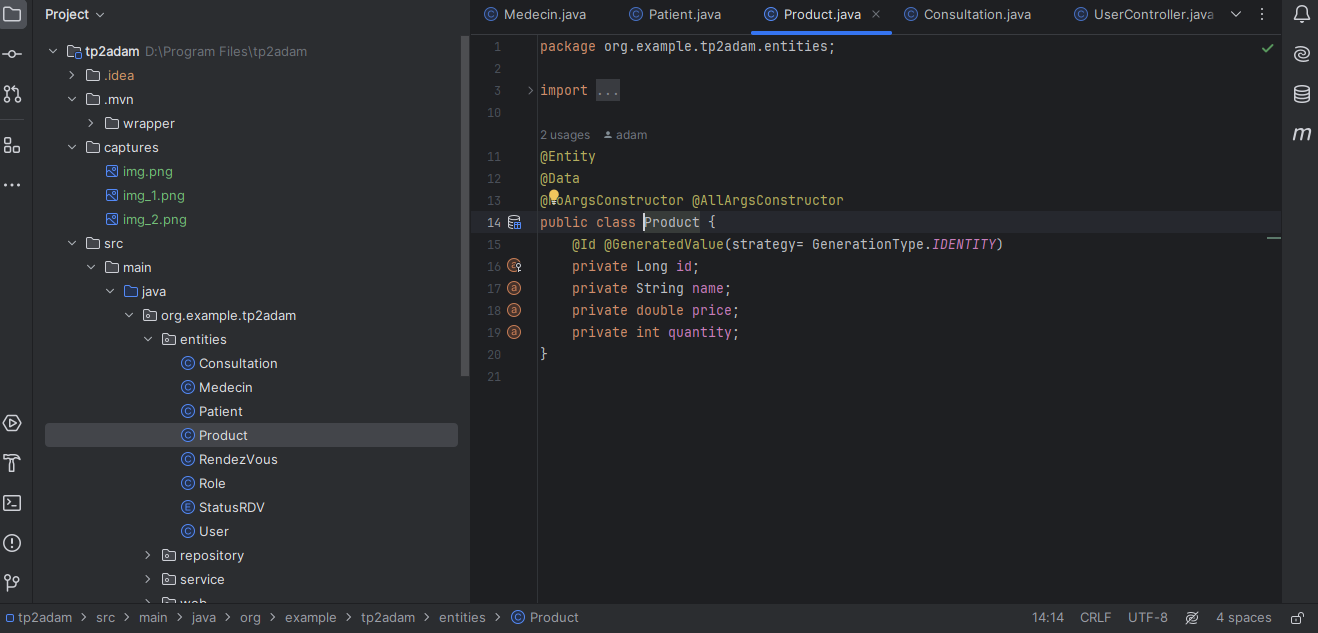 Project
Medecin.java
Patient.java
Product.java
Consultation.java
UserController.java
tp2adam D:\Program Files\tp2adam
.idea
.mvn
wrapper
captures
img.png
img_1.png
img_2.png
src
main
java
org.example.tp2adam
entities
Consultation
Medecin
Patient
Product
RendezVous
Role
StatusRDV
User
repository
service
web
1 package org.example.tp2adam.entities;
2
3 import ...
10
2 usages adam
11 @Entity
12 @Data
13 @NoArgsConstructor @AllArgsConstructor
14 public class Product {
15 @Id @GeneratedValue(strategy= GenerationType.IDENTITY)
16 private Long id;
17 private String name;
18 private double price;
19 private int quantity;
20 }
21
m
tp2adam > src > main > java > org > example > tp2adam > entities > Product
14:14 CRLF UTF-8 4 spaces